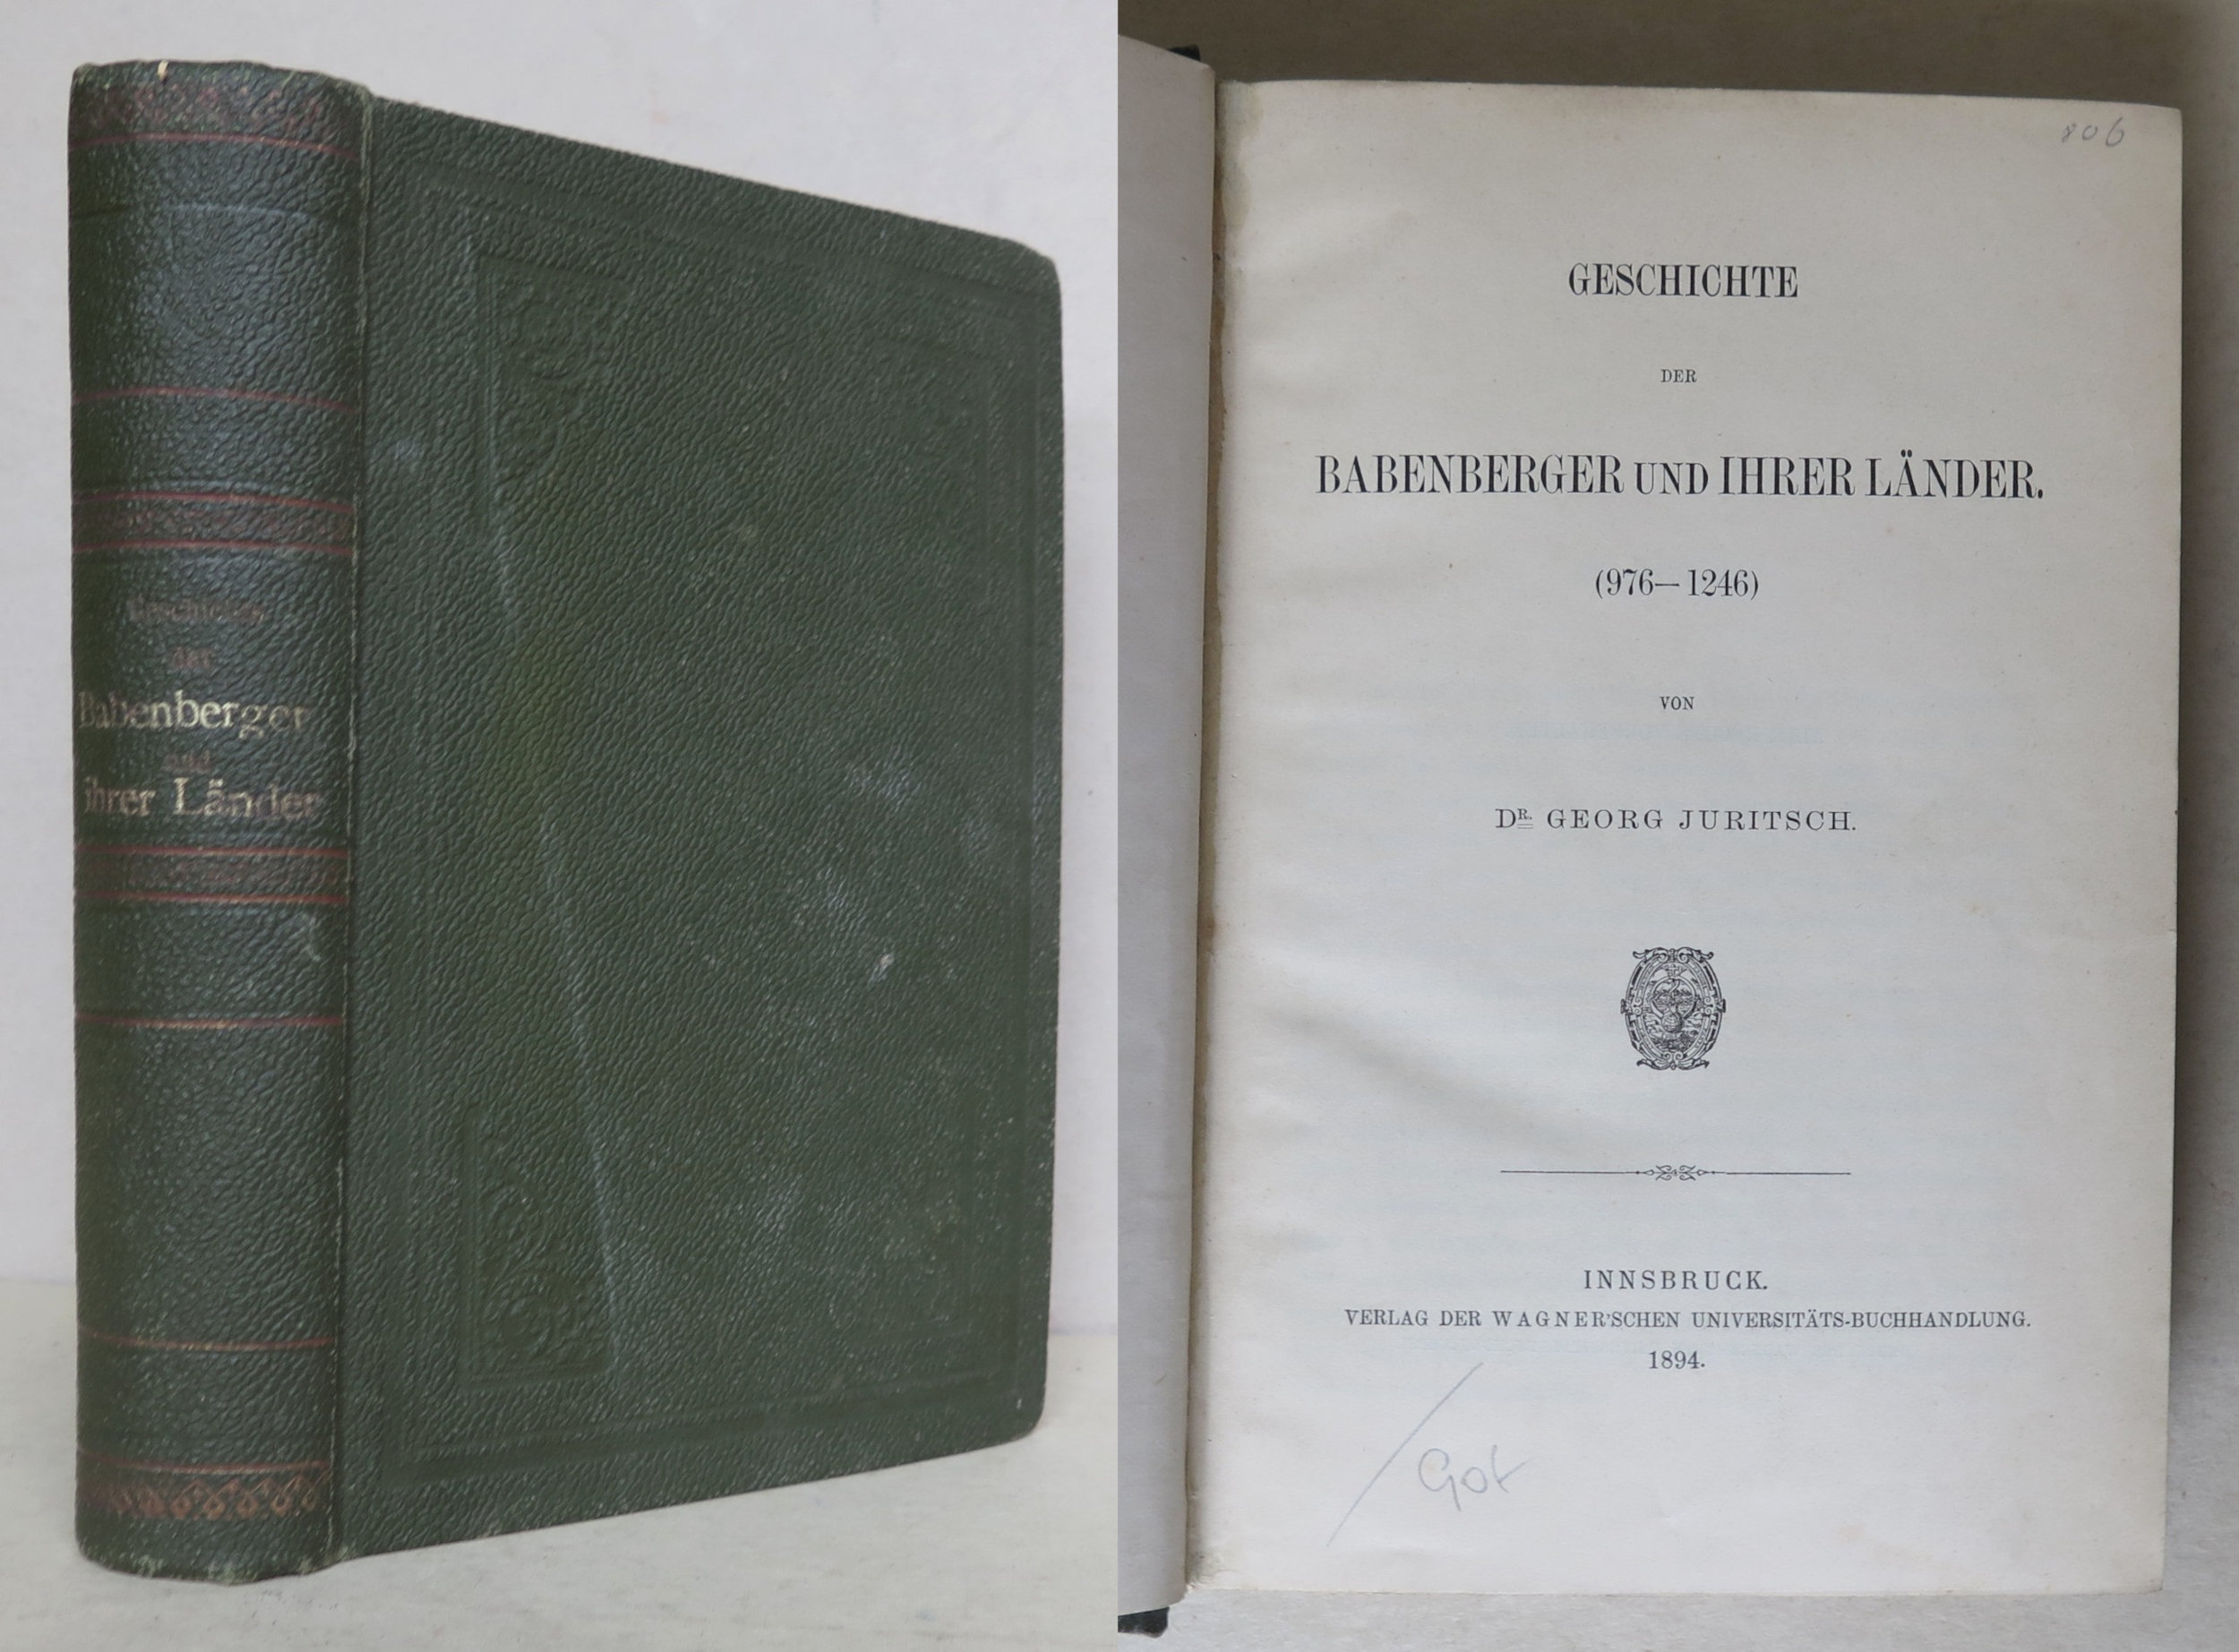 Geschichte
der
Babenberger
und
ihrer Länder
806
GESCHICHTE
DER
BABENBERGER UND IHRER LÄNDER.
(976—1246)
VON
DR. GEORG JURITSCH.
INNSBRUCK.
VERLAG DER WAGNER'SCHEN UNIVERSITÄTS-BUCHHANDLUNG.
1894.
Got